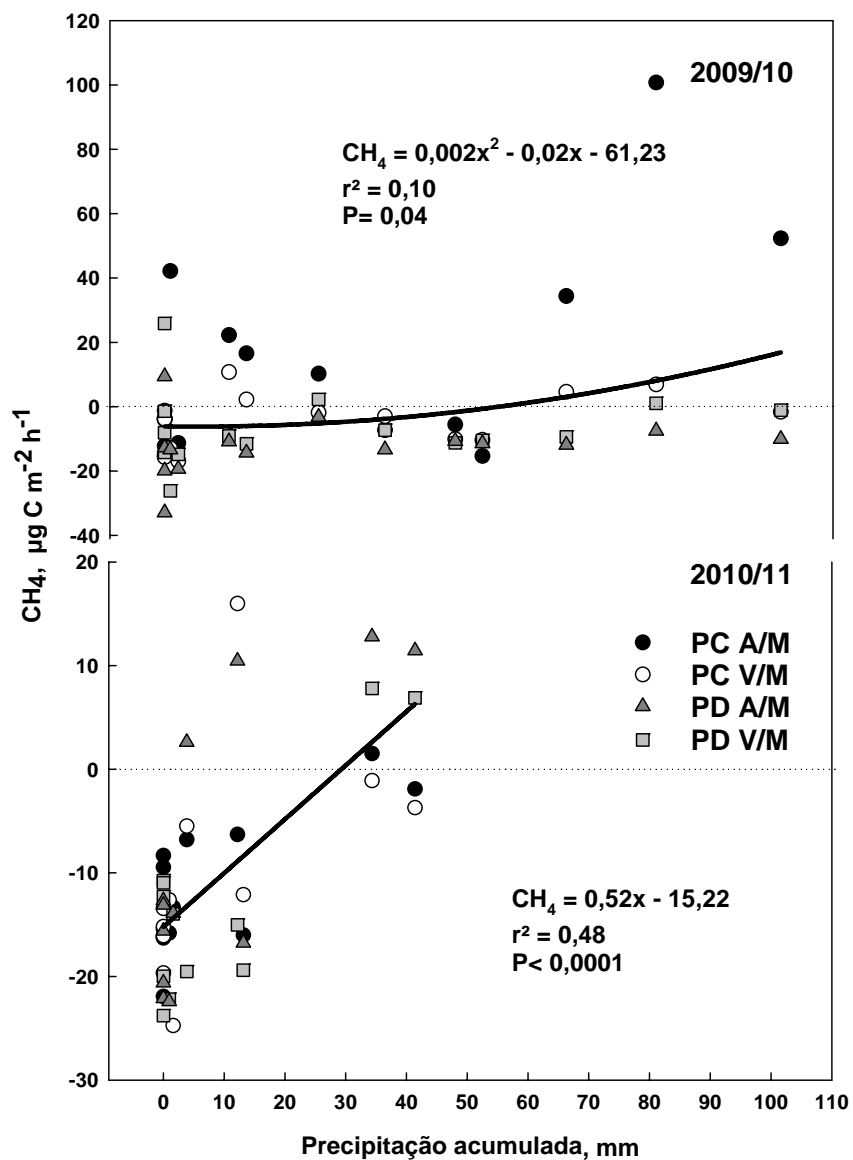 CH4, µg C m-2 h-1
120
100
80
60
40
20
0
-20
-40
2009/10
CH4 = 0,002x2 - 0,02x - 61,23
r² = 0,10
P= 0,04
20
10
0
-10
-20
-30
2010/11
PC A/M
PC V/M
PD A/M
PD V/M
CH4 = 0,52x - 15,22
r² = 0,48
P< 0,0001
0 10 20 30 40 50 60 70 80 90 100 110
Precipitação acumulada, mm